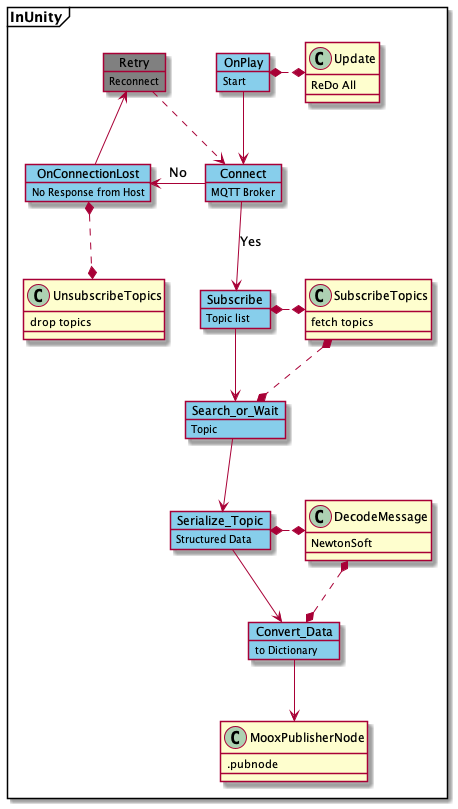 InUnity
Retry
Reconnect
OnPlay
Start
C Update
ReDo All
OnConnectionLost
No Response from Host
No
Connect
MQTT Broker
Yes
C UnsubscribeTopics
drop topics
Subscribe
Topic list
C SubscribeTopics
fetch topics
Search_or_Wait
Topic
Serialize_Topic
Structured Data
C DecodeMessage
NewtonSoft
Convert_Data
to Dictionary
C MooxPublisherNode
.pubnode